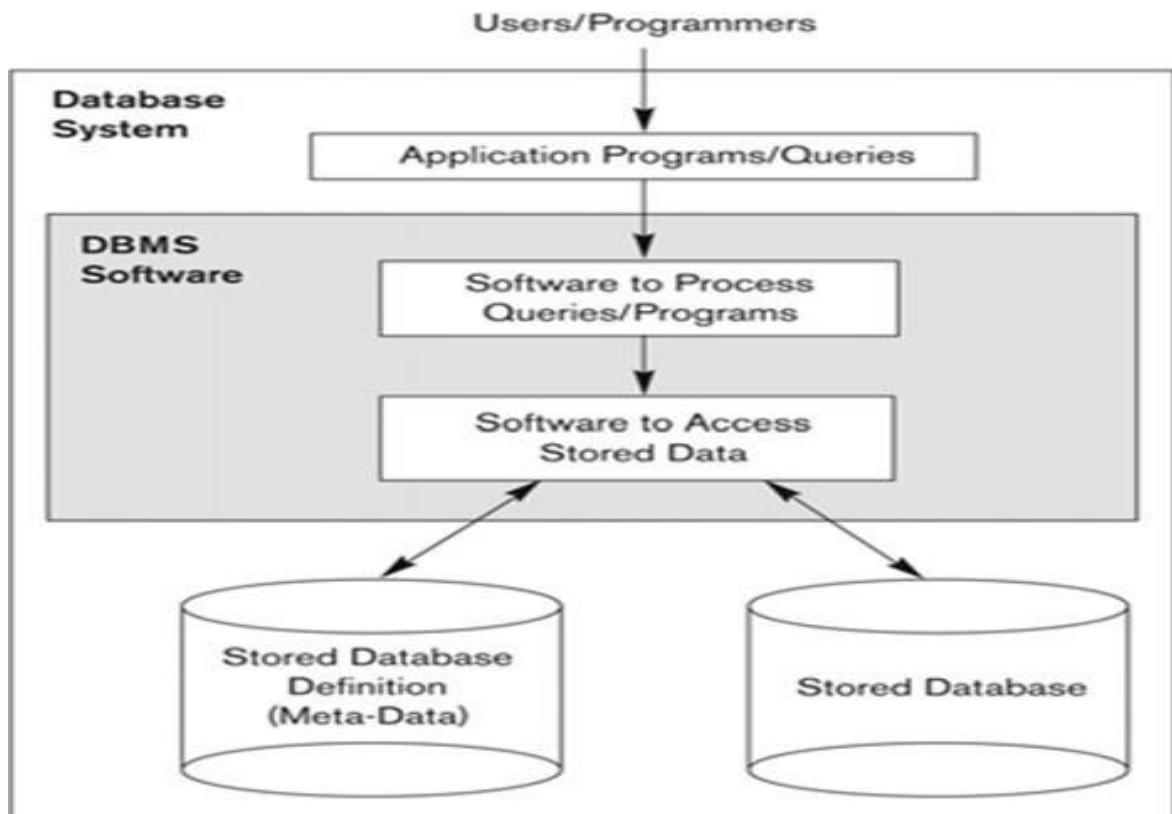 Users/Programmers
Database
System
Application Programs/Queries
DBMS
Software
Software to Process
Queries/Programs
Software to Access
Stored Data
Stored Database
Definition
(Meta-Data)
Stored Database